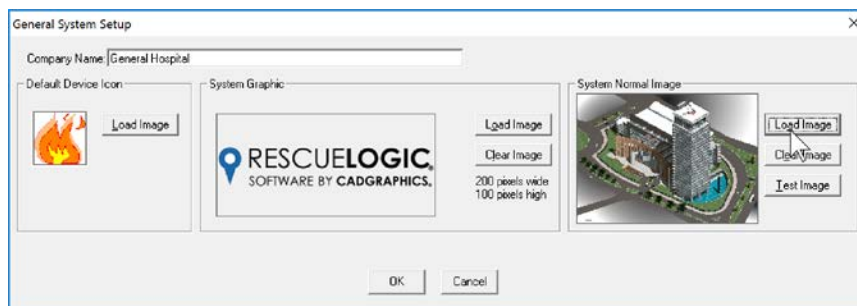 General System Setup
Company Name: General Hospital
Default Device Icon
Load Image
System Graphic
RESCUELOGIC®
SOFTWARE BY CADGRAPHICS.
Load Image
Clear Image
200 pixels wide
100 pixels high
System Normal Image
Load Image
Clear Image
Test Image
OK
Cancel